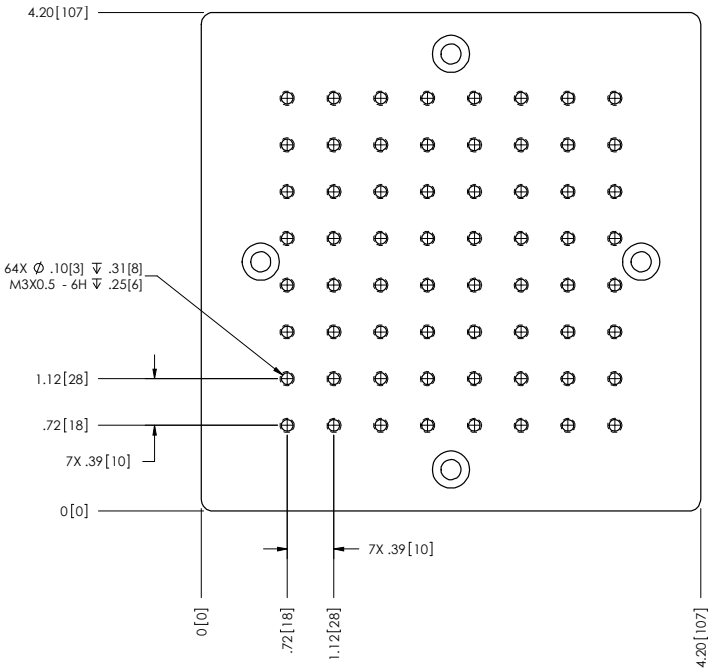 4.20[107]
64X Ø .10[3] ↧ .31[8]
M3X0.5 - 6H ↧ .25[6]
1.12[28]
.72[18]
7X .39[10]
0[0]
7X .39[10]
0[0]
.72[18]
1.12[28]
4.20[107]